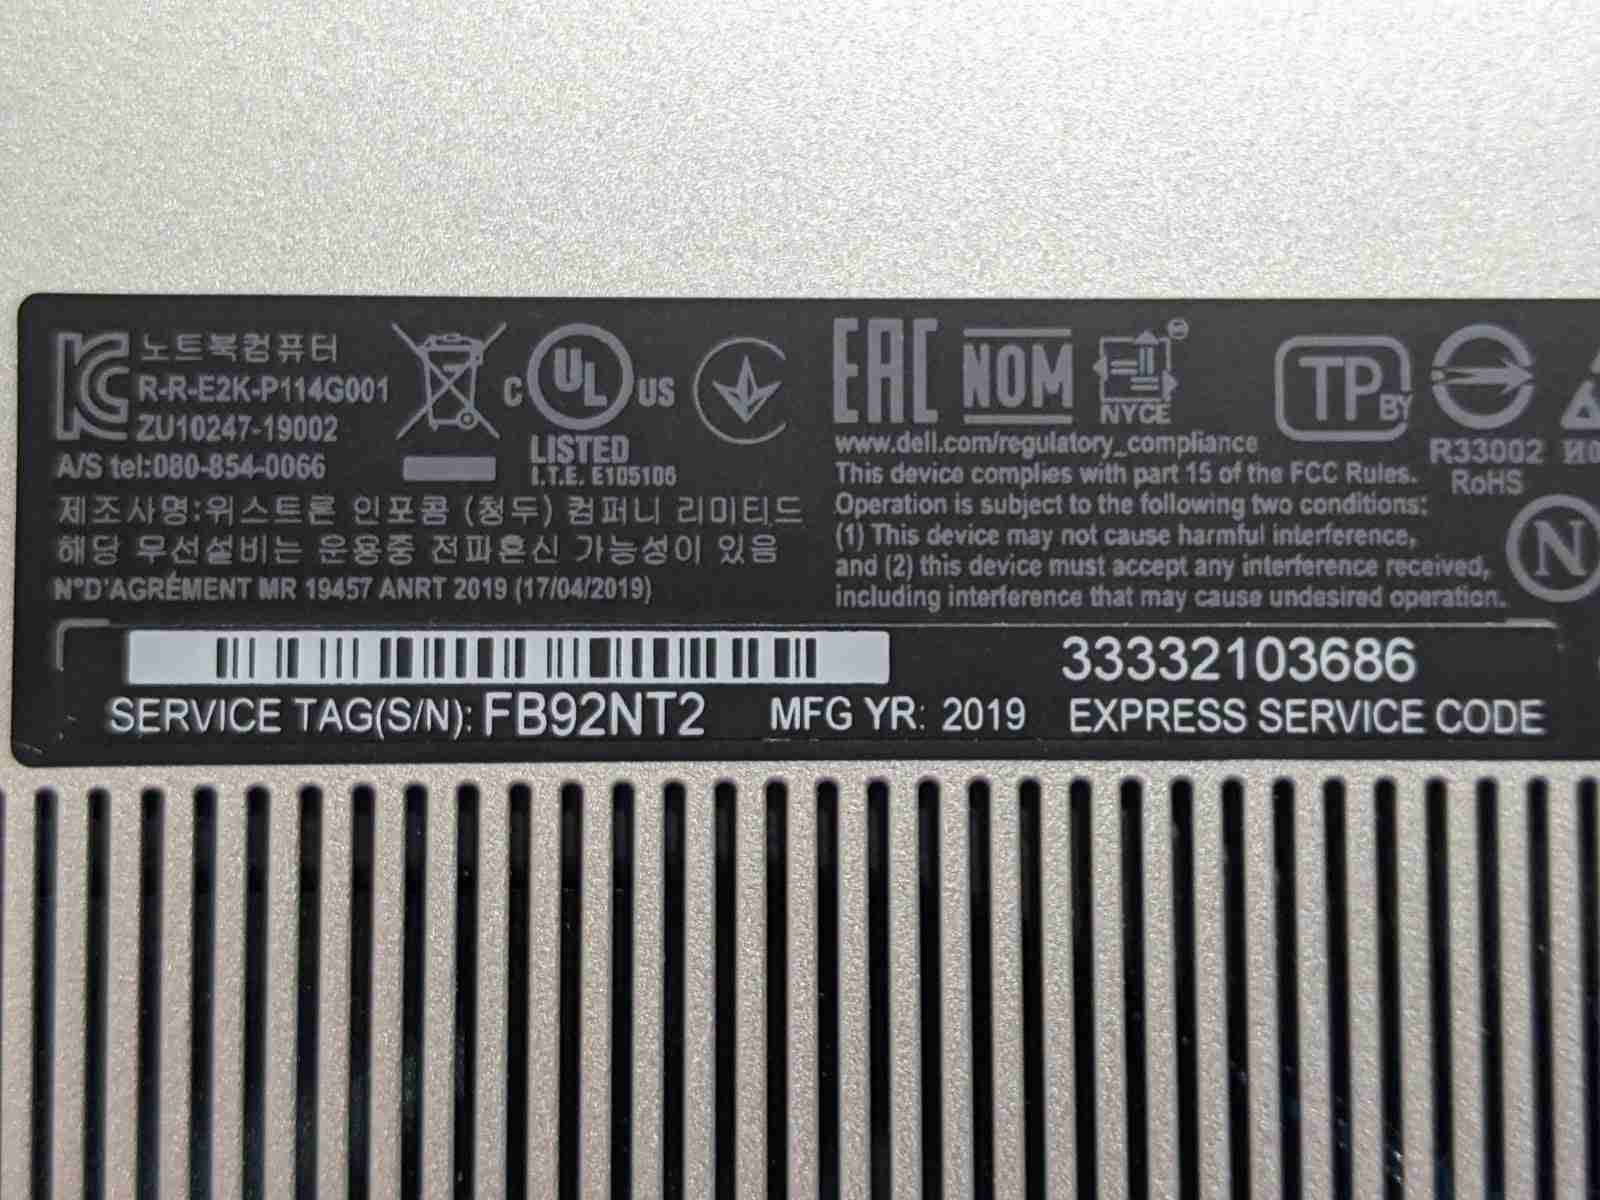 노트북컴퓨터
R-R-E2K-P114G001
ZU10247-19002
A/S tel:080-854-0066
제조사명:위스트론 인포콤 (청두) 컴퍼니 리미티드
해당 무선설비는 운용중 전파혼신 가능성이 있음
N°D'AGRÉMENT MR 19457 ANRT 2019 (17/04/2019)
C UL US
LISTED
I.T.E. E105106
EAC NOM
NYCE
TP BY
R33002
RoHS
www.dell.com/regulatory_compliance
This device complies with part 15 of the FCC Rules.
Operation is subject to the following two conditions:
(1) This device may not cause harmful interference,
and (2) this device must accept any interference received,
including interference that may cause undesired operation.
N
SERVICE TAG(S/N): FB92NT2 MFG YR: 2019
33332103686
EXPRESS SERVICE CODE